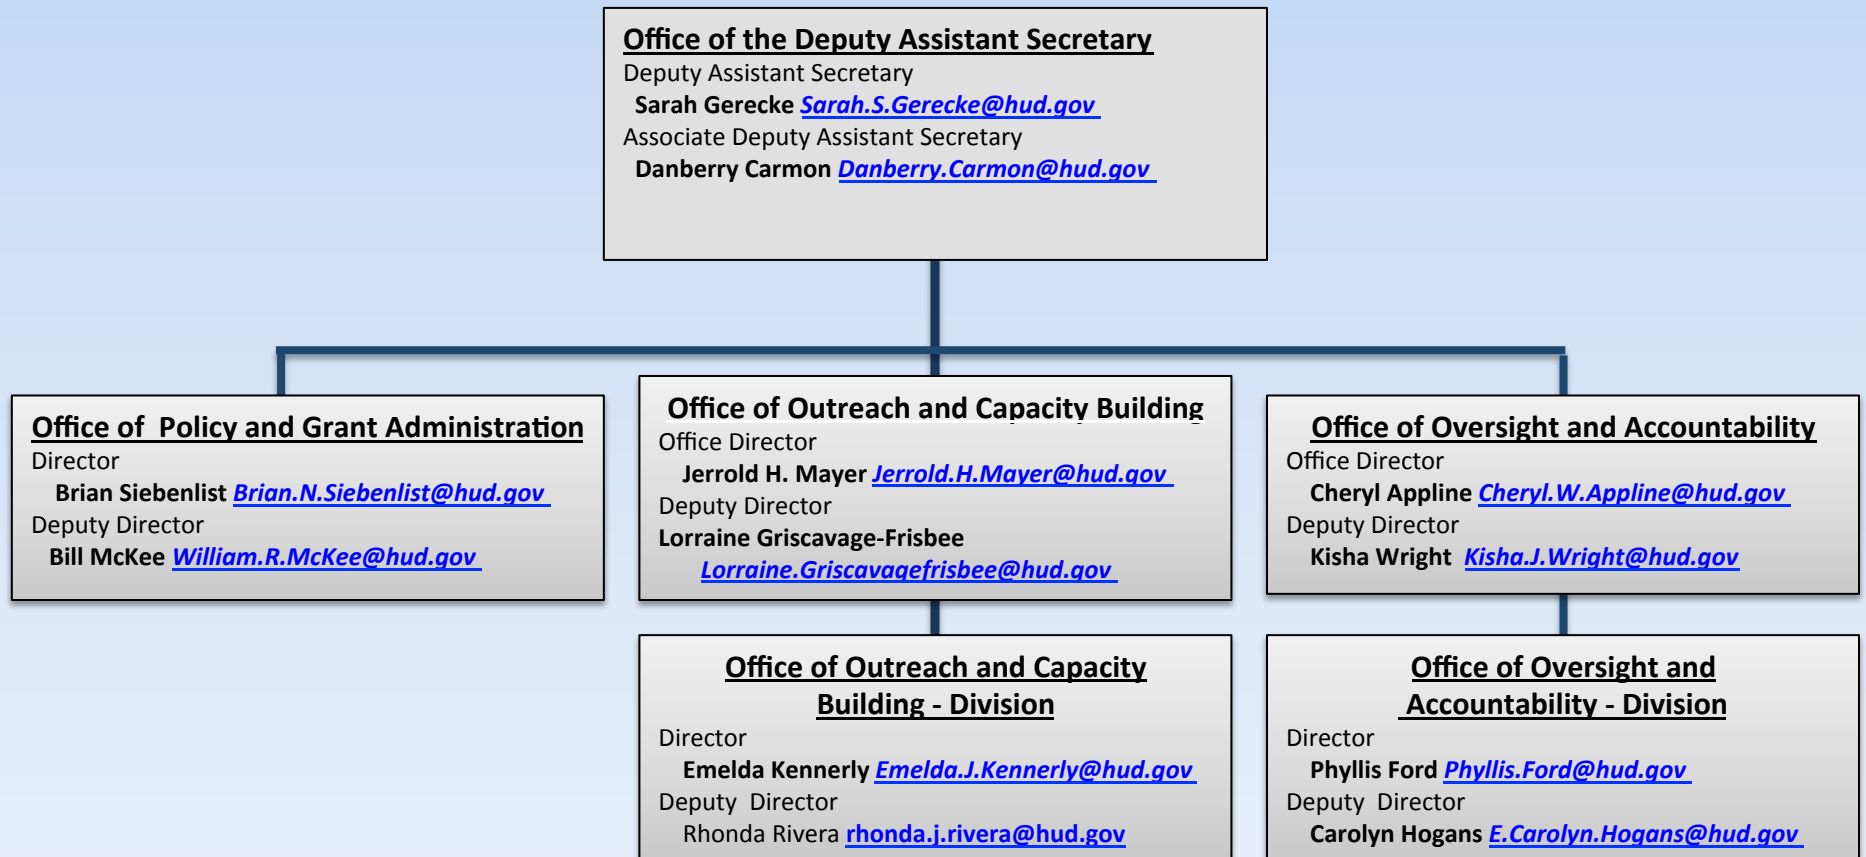 Office of the Deputy Assistant Secretary
Deputy Assistant Secretary
Sarah Gerecke Sarah.S.Gerecke@hud.gov
Associate Deputy Assistant Secretary
Danberry Carmon Danberry.Carmon@hud.gov
Office of Policy and Grant Administration
Director
Brian Siebenlist Brian.N.Siebenlist@hud.gov
Deputy Director
Bill McKee William.R.McKee@hud.gov
Office of Outreach and Capacity Building
Office Director
Jerrold H. Mayer Jerrold.H.Mayer@hud.gov
Deputy Director
Lorraine Griscavage-Frisbee
Lorraine.Griscavagefrisbee@hud.gov
Office of Oversight and Accountability
Office Director
Cheryl Appline Cheryl.W.Appline@hud.gov
Deputy Director
Kisha Wright Kisha.J.Wright@hud.gov
Office of Outreach and Capacity
Building - Division
Director
Emelda Kennerly Emelda.J.Kennerly@hud.gov
Deputy Director
Rhonda Rivera rhonda.j.rivera@hud.gov
Office of Oversight and
Accountability - Division
Director
Phyllis Ford Phyllis.Ford@hud.gov
Deputy Director
Carolyn Hogans E.Carolyn.Hogans@hud.gov